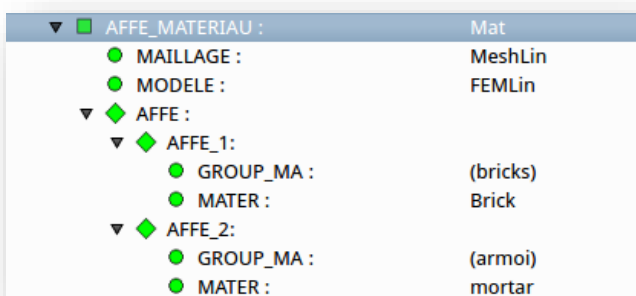 AFFE_MATERIAU : Mat
MAILLAGE : MeshLin
MODELE : FEMLin
AFFE :
AFFE_1:
GROUP_MA : (bricks)
MATER : Brick
AFFE_2:
GROUP_MA : (armoi)
MATER : mortar